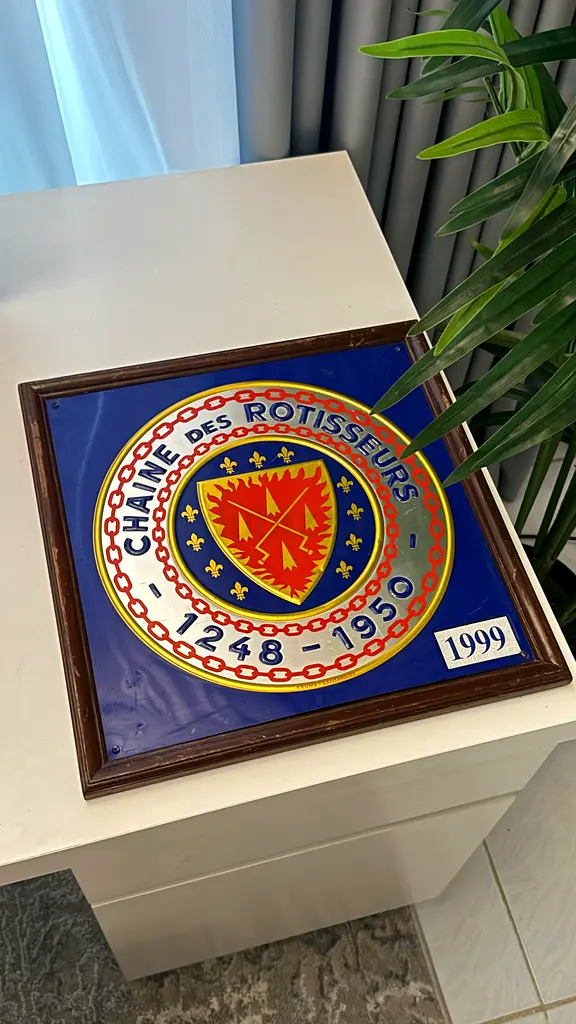 CHAINE DES ROTISSEURS
- 1248 - 1950 -
1999